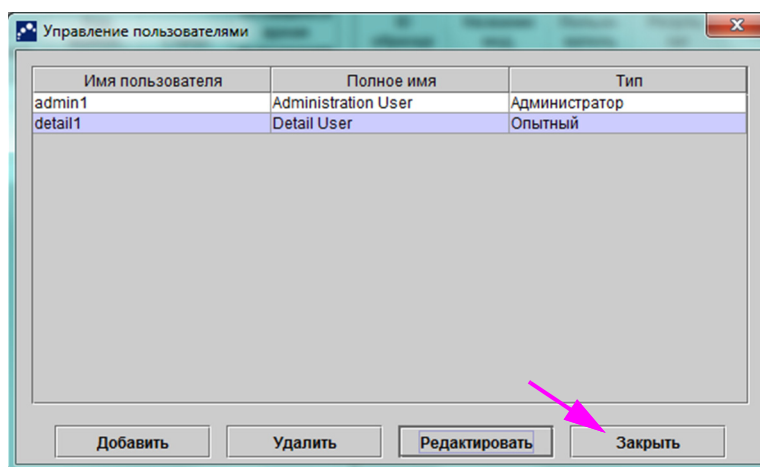 Управление пользователями
Имя пользователя Полное имя Тип
admin1 Administration User Администратор
detail1 Detail User Опытный
Добавить Удалить Редактировать Закрыть